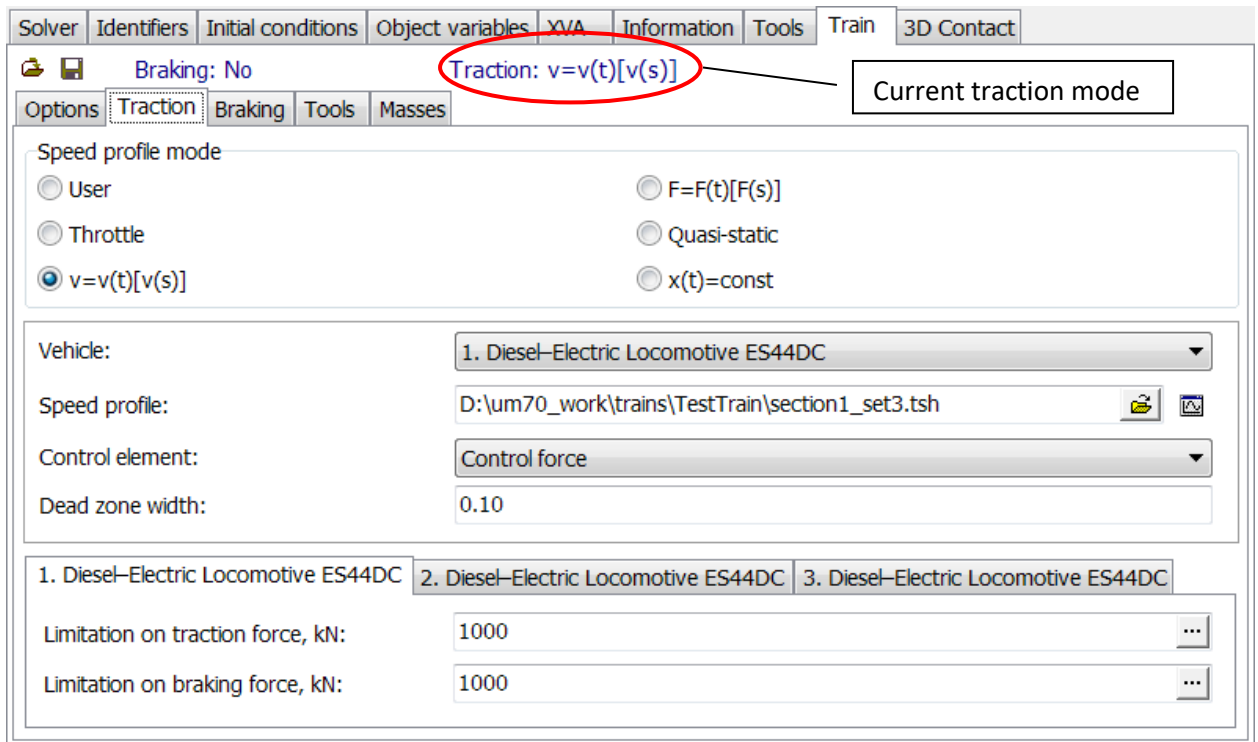 Solver Identifiers Initial conditions Object variables XVA Information Tools Train 3D Contact
Braking: No Traction: v=v(t)[v(s)]
Current traction mode
Options Traction Braking Tools Masses
Speed profile mode
User F=F(t)[F(s)]
Throttle Quasi-static
v=v(t)[v(s)] x(t)=const
Vehicle: 1. Diesel–Electric Locomotive ES44DC
Speed profile: D:\um70_work\trains\TestTrain\section1_set3.tsh
Control element: Control force
Dead zone width: 0.10
1. Diesel–Electric Locomotive ES44DC 2. Diesel–Electric Locomotive ES44DC 3. Diesel–Electric Locomotive ES44DC
Limitation on traction force, kN: 1000 ...
Limitation on braking force, kN: 1000 ...